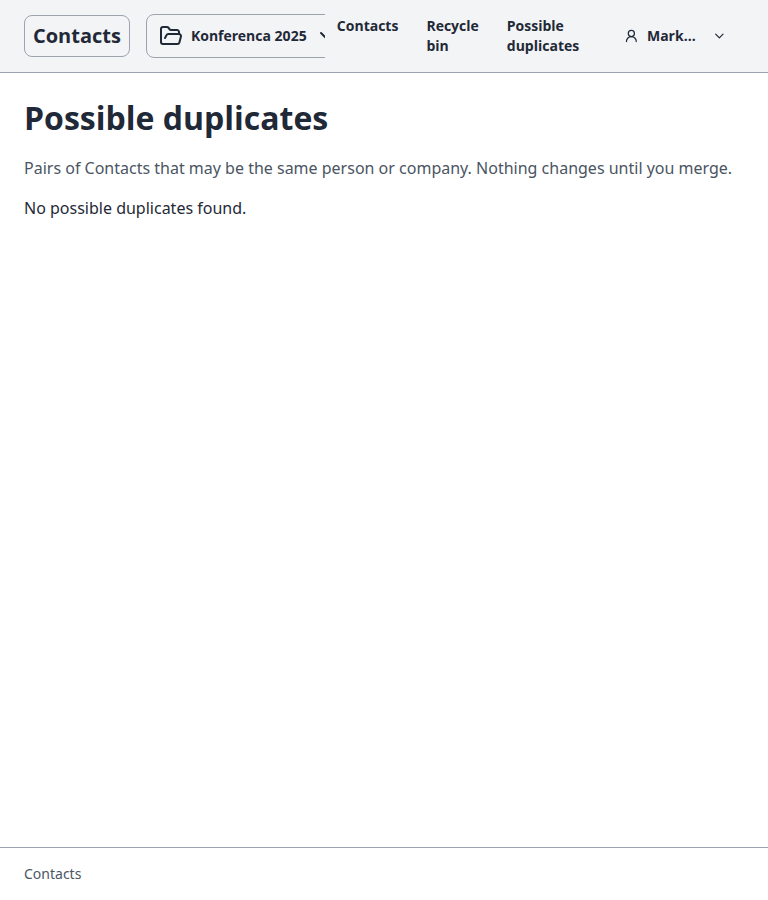 Contacts
Konferenca 2025
Contacts
Recycle bin
Possible duplicates
Mark...
Possible duplicates
Pairs of Contacts that may be the same person or company. Nothing changes until you merge.
No possible duplicates found.
Contacts